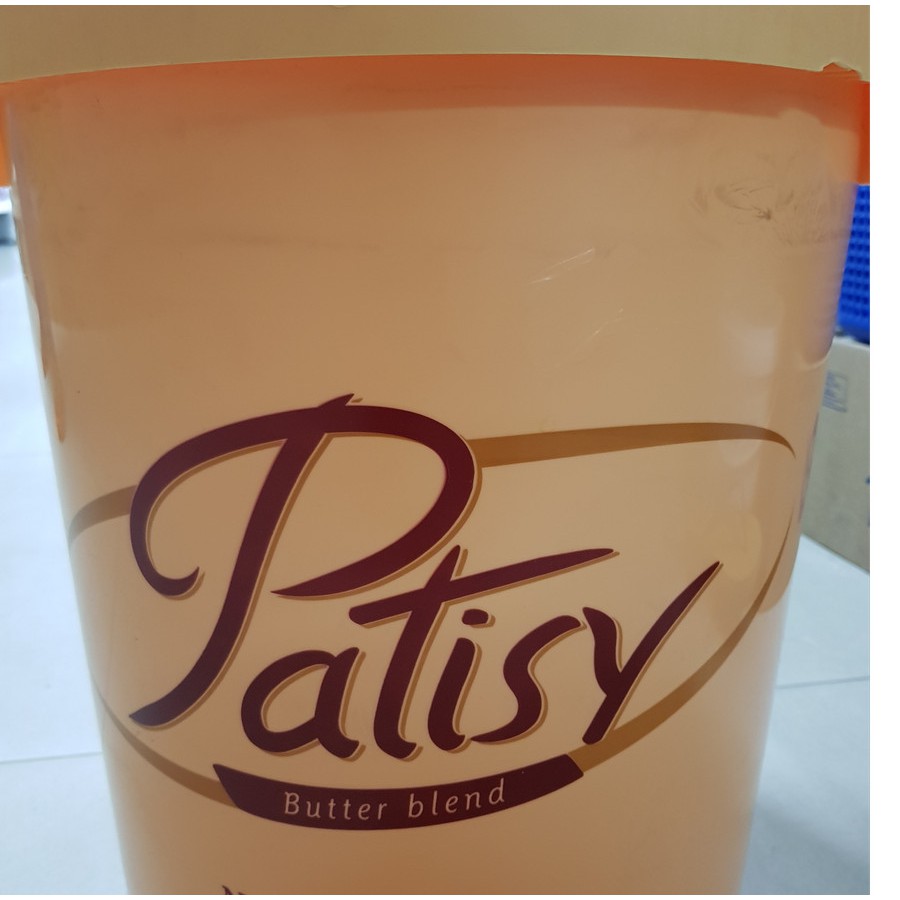 Patisy
Butter blend